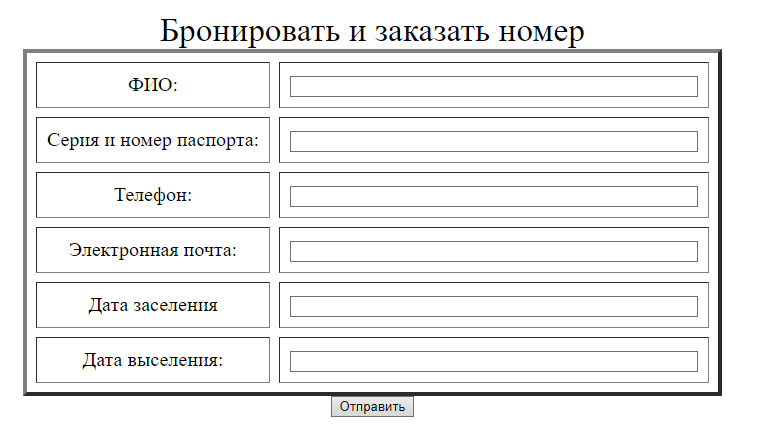 Бронировать и заказать номер
ФИО:
Серия и номер паспорта:
Телефон:
Электронная почта:
Дата заселения
Дата выселения:
Отправить